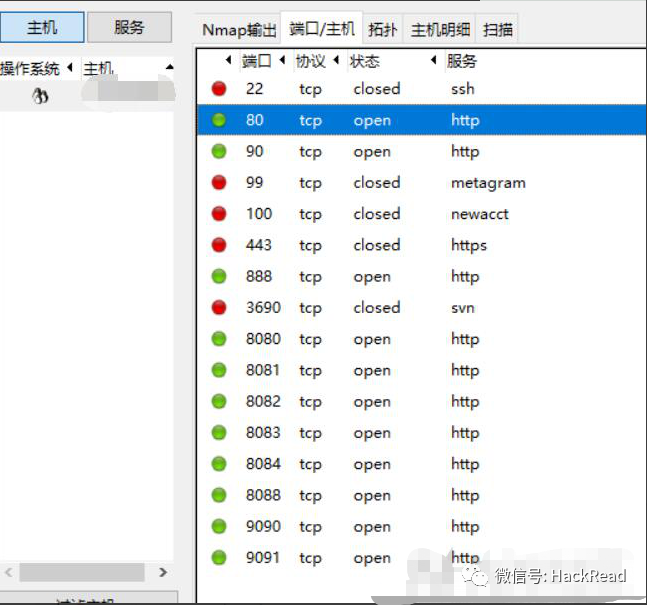 主机 服务
Nmap输出 端口/主机 拓扑 主机明细 扫描
操作系统 主机
端口 协议 状态 服务
22 tcp closed ssh
80 tcp open http
90 tcp open http
99 tcp closed metagram
100 tcp closed newacct
443 tcp closed https
888 tcp open http
3690 tcp closed svn
8080 tcp open http
8081 tcp open http
8082 tcp open http
8083 tcp open http
8084 tcp open http
8088 tcp open http
9090 tcp open http
9091 tcp open http
微信号: HackRead
过滤主机